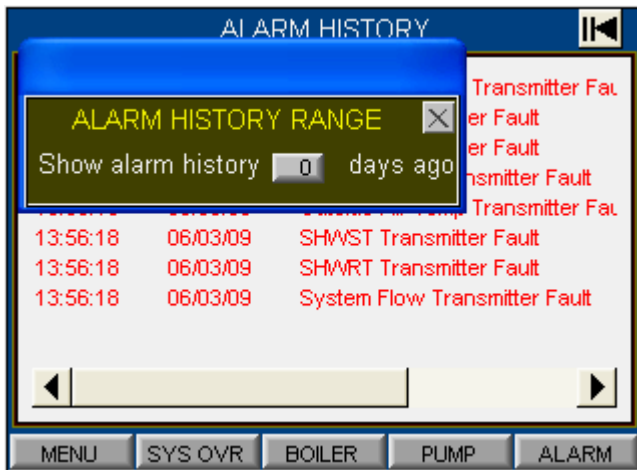 ALARM HISTORY
Transmitter Fau
er Fault
er Fault
nsmitter Fault
Transmitter Fau
ALARM HISTORY RANGE
Show alarm history 0 days ago
13:56:18 06/03/09 SHWST Transmitter Fault
13:56:18 06/03/09 SHWRT Transmitter Fault
13:56:18 06/03/09 System Flow Transmitter Fault
MENU SYS OVR BOILER PUMP ALARM